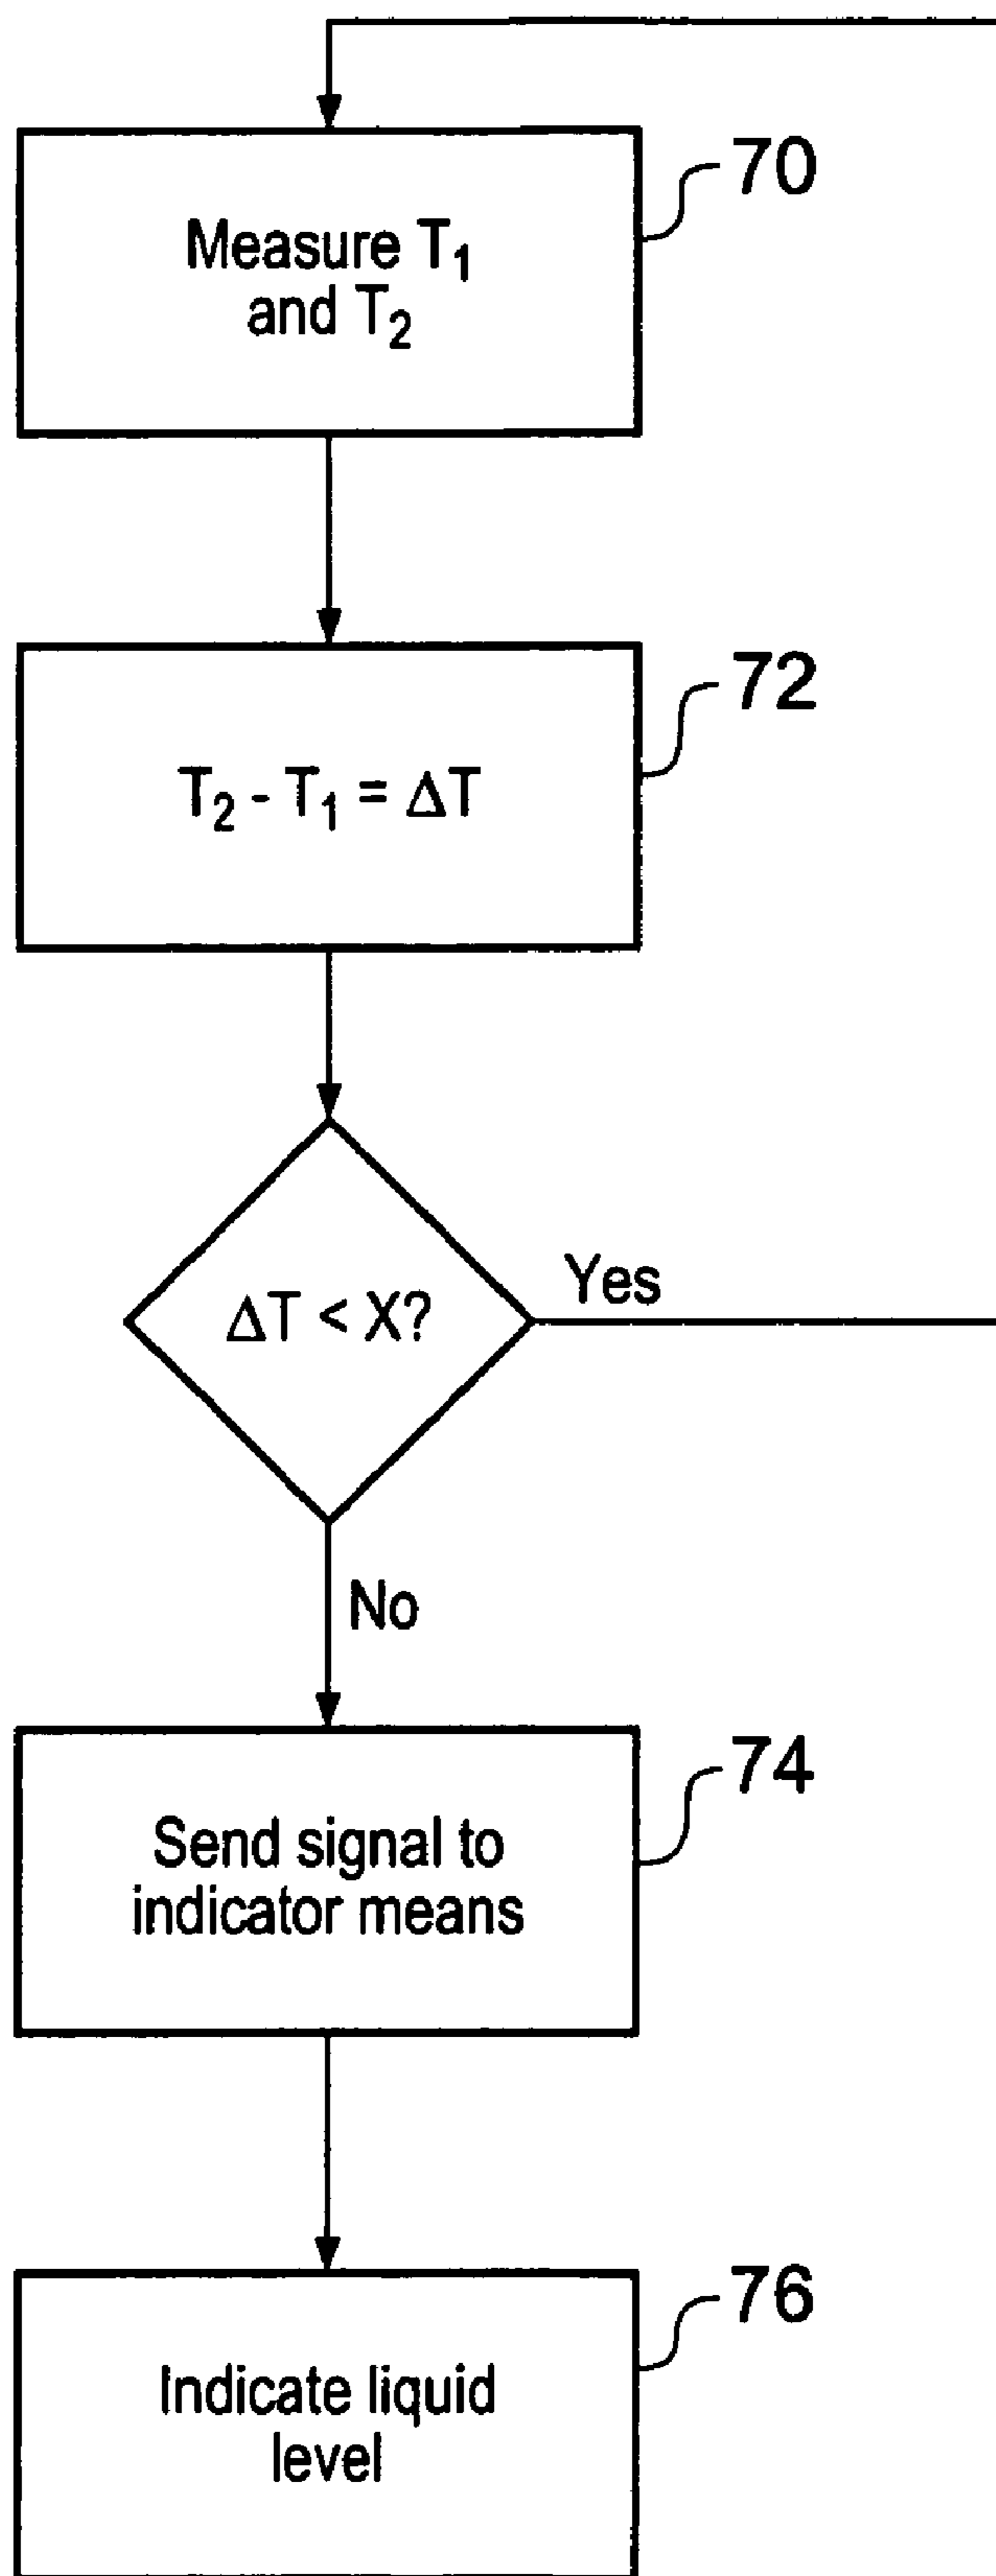 70
Measure T₁
and T₂
72
T₂ - T₁ = ΔT
ΔT < X?
Yes
No
74
Send signal to
indicator means
76
Indicate liquid
level